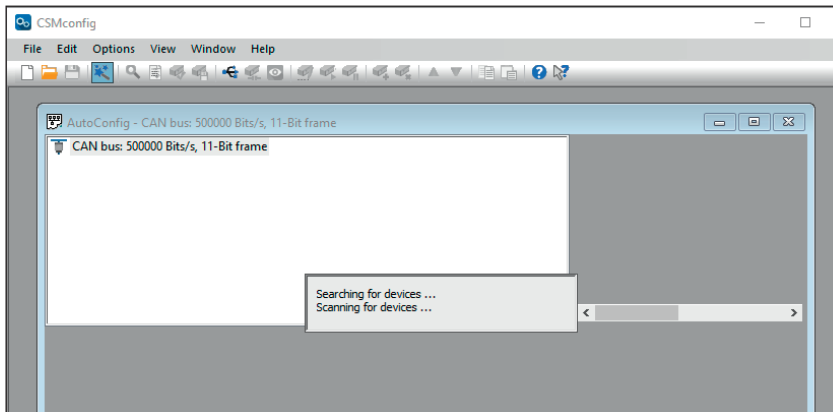 CSMconfig
File Edit Options View Window Help
AutoConfig - CAN bus: 500000 Bits/s, 11-Bit frame
CAN bus: 500000 Bits/s, 11-Bit frame
Searching for devices ...
Scanning for devices ...